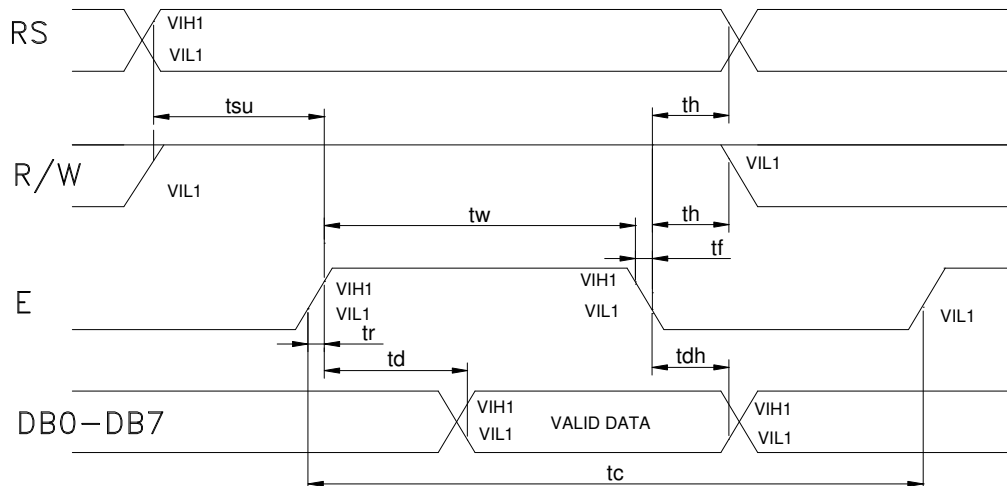 RS
VIH1
VIL1
tsu
th
R/W
VIL1
VIL1
tw
th
tf
E
VIH1
VIL1
VIH1
VIL1
VIL1
tr
td
tdh
DB0-DB7
VIH1
VIL1
VALID DATA
VIH1
VIL1
tc